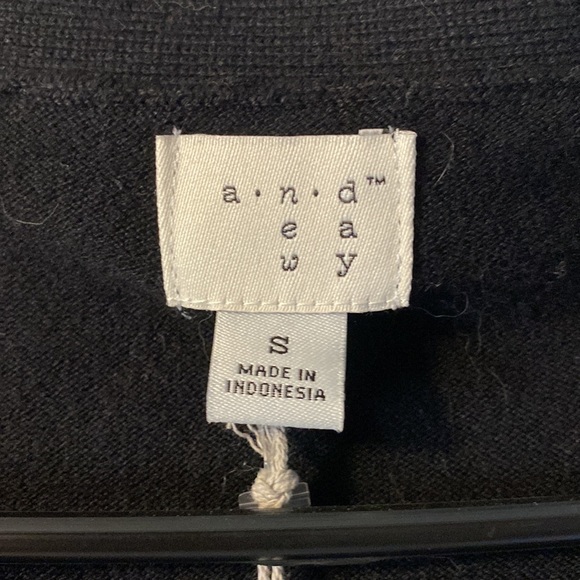 a·n·d™
e a
w y
S
MADE IN
INDONESIA